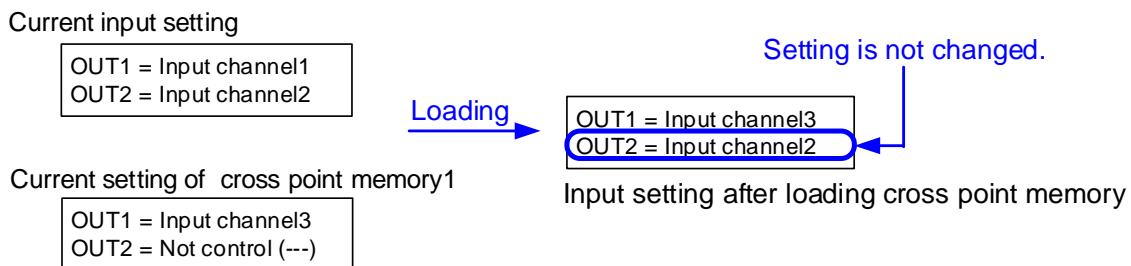 Current input setting
OUT1 = Input channel1
OUT2 = Input channel2
Current setting of cross point memory1
OUT1 = Input channel3
OUT2 = Not control (---)
Loading
Setting is not changed.
OUT1 = Input channel3
OUT2 = Input channel2
Input setting after loading cross point memory